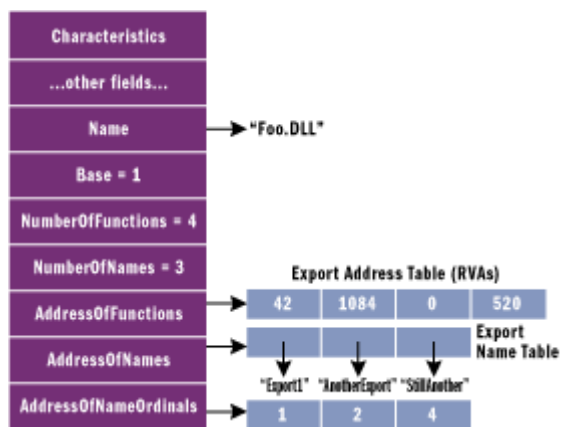 Characteristics
...other fields...
Name
"Foo.DLL"
Base = 1
NumberOfFunctions = 4
NumberOfNames = 3
Export Address Table (RVAs)
AddressOfFunctions
42 1084 0 520
Export
Name Table
AddressOfNames
"Export1" "AnotherExport" "StillAnother"
AddressOfNameOrdinals
1 2 4